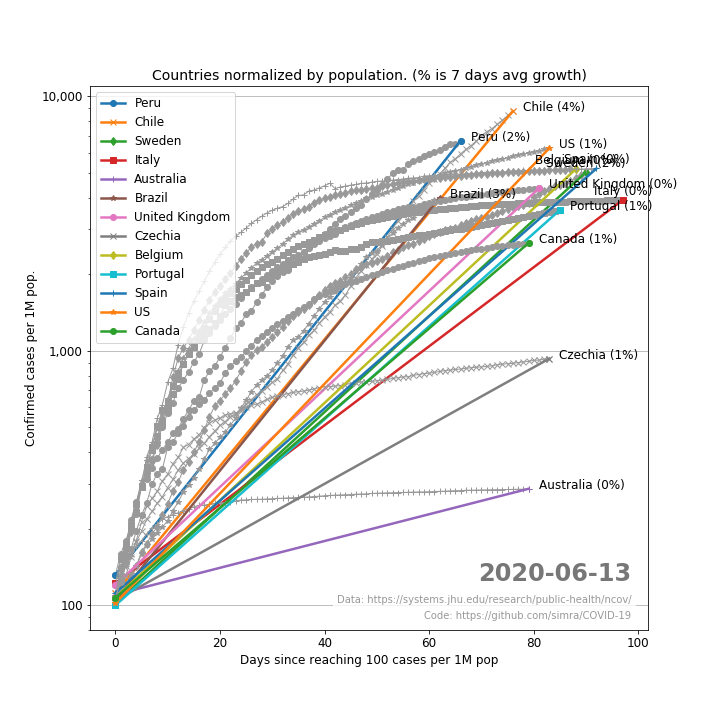 Countries normalized by population. (% is 7 days avg growth)
10,000
1,000
100
Confirmed cases per 1M pop.
Peru
Chile
Sweden
Italy
Australia
Brazil
United Kingdom
Czechia
Belgium
Portugal
Spain
US
Canada
Chile (4%)
Peru (2%)
US (1%)
Belgium
Spain (0%)
Sweden (2%)
United Kingdom (0%)
Brazil (3%)
Italy (0%)
Portugal (1%)
Canada (1%)
Czechia (1%)
Australia (0%)
2020-06-13
Data: https://systems.jhu.edu/research/public-health/ncov/
Code: https://github.com/simra/COVID-19
0 20 40 60 80 100
Days since reaching 100 cases per 1M pop